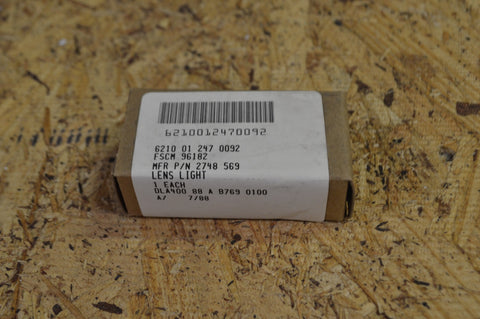 6210012470092
6210 01 247 0092
FSCM 96182
MFR P/N 2748 569
LENS LIGHT
1 EACH
DLA400 88 A B769 0100
A/ 7/88